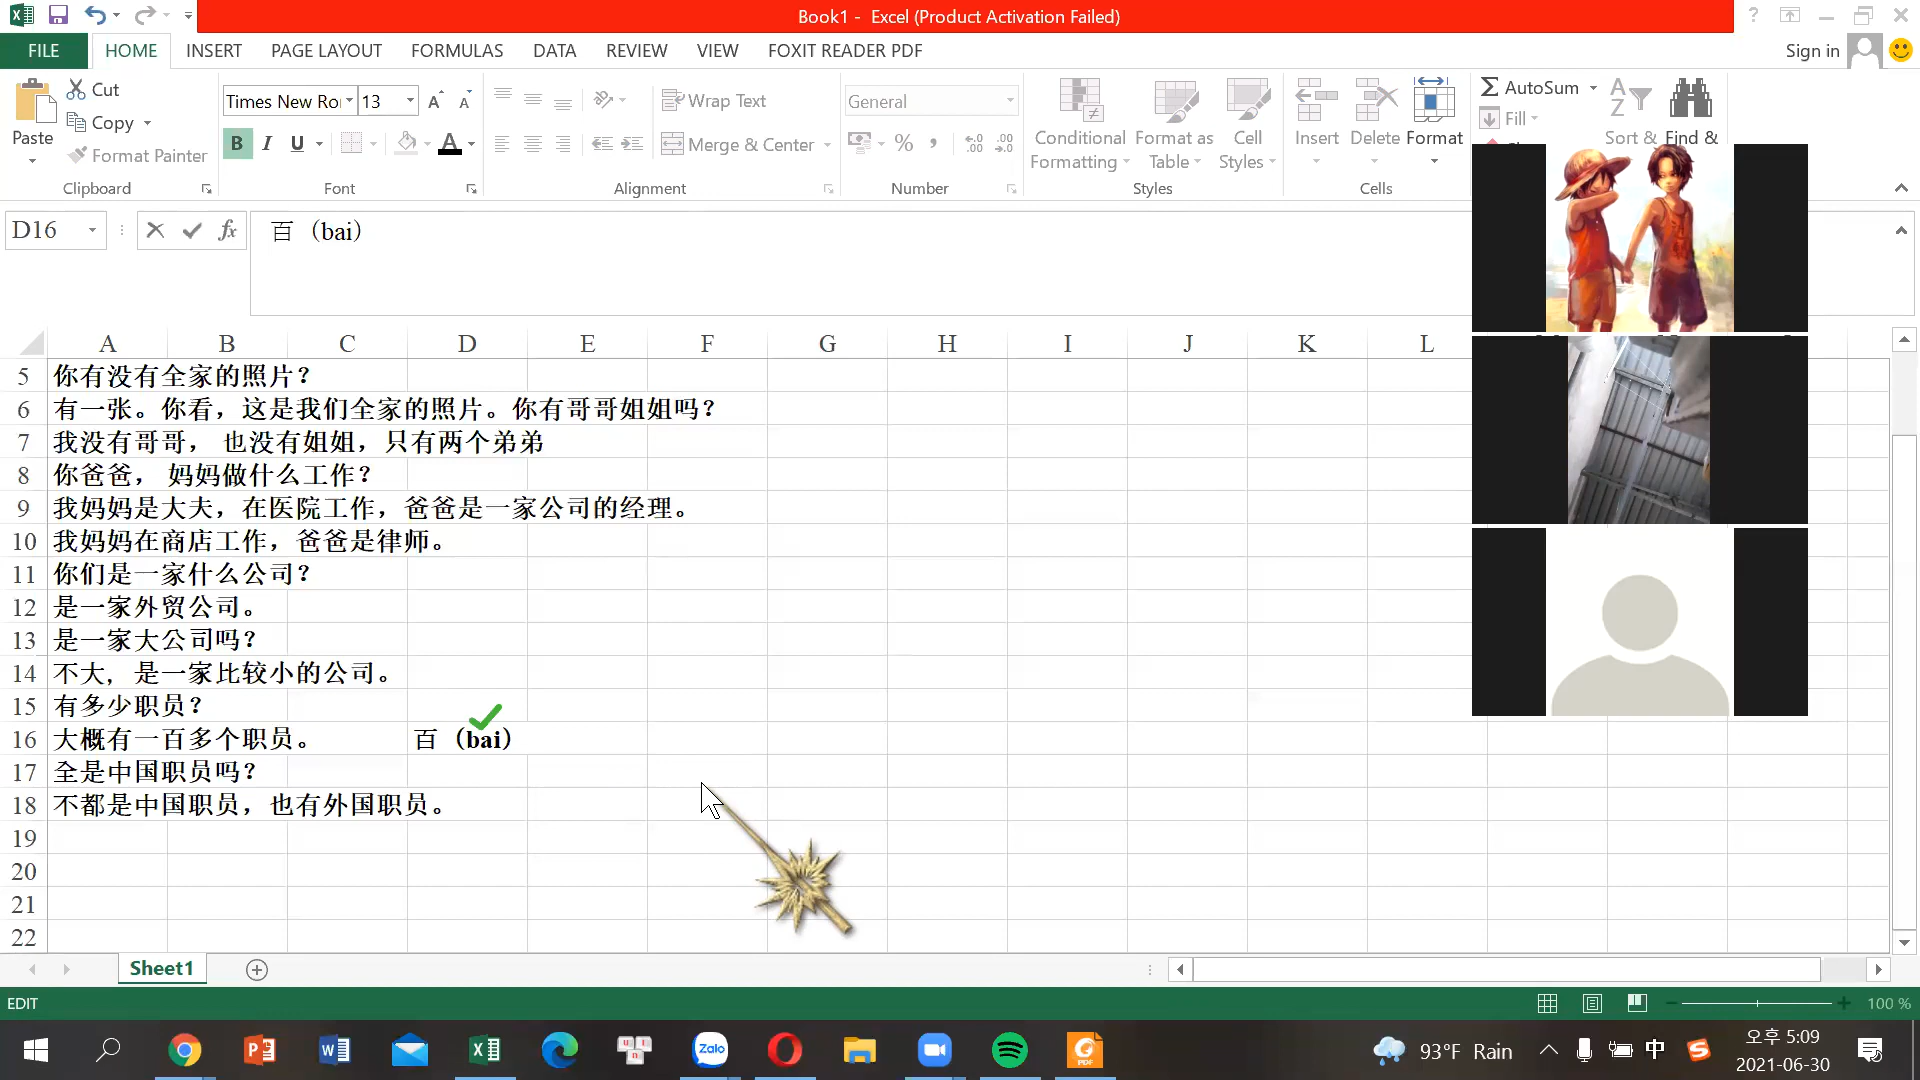 Book1 - Excel (Product Activation Failed)
FILE HOME INSERT PAGE LAYOUT FORMULAS DATA REVIEW VIEW FOXIT READER PDF Sign in
Paste Cut Copy Format Painter Clipboard
Times New Ro 13 B I U A Font
Wrap Text Merge & Center Alignment
General % Number
Conditional Formatting Format as Table Cell Styles Styles
Insert Delete Format Cells
AutoSum Fill Sort & Find &
D16 fx 百（bai）
A B C D E F G H I J K L
5 你有没有全家的照片？
6 有一张。你看，这是我们全家的照片。你有哥哥姐姐吗？
7 我没有哥哥， 也没有姐姐，只有两个弟弟
8 你爸爸， 妈妈做什么工作？
9 我妈妈是大夫，在医院工作，爸爸是一家公司的经理。
10 我妈妈在商店工作，爸爸是律师。
11 你们是一家什么公司？
12 是一家外贸公司。
13 是一家大公司吗？
14 不大，是一家比较小的公司。
15 有多少职员？
16 大概有一百多个职员。 百（bai）
17 全是中国职员吗？
18 不都是中国职员，也有外国职员。
19
20
21
22
Sheet1
EDIT 100 %
Zalo PDF 93°F Rain 中 오후 5:09
2021-06-30